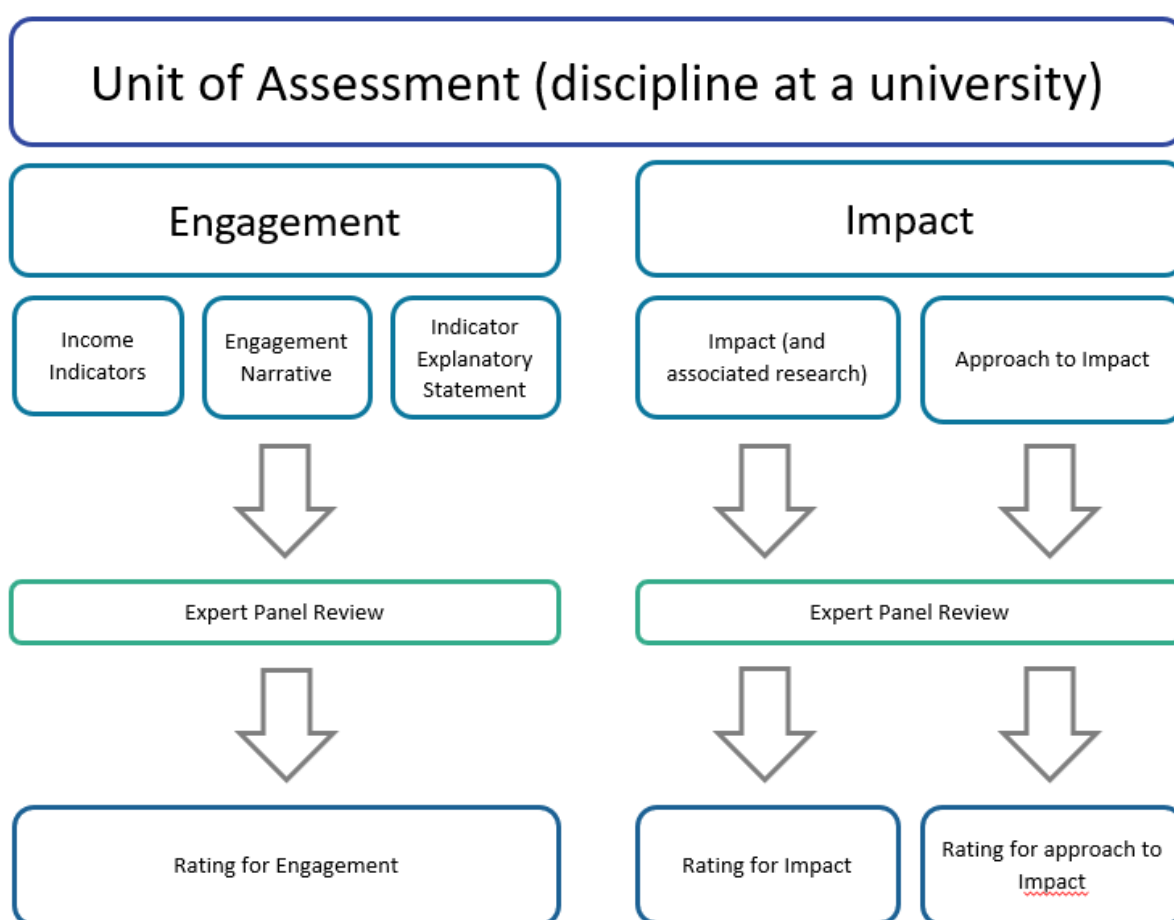 Unit of Assessment (discipline at a university)
Engagement
Impact
Income
Indicators
Engagement
Narrative
Indicator
Explanatory
Statement
Impact (and
associated research)
Approach to Impact
Expert Panel Review
Expert Panel Review
Rating for Engagement
Rating for Impact
Rating for approach to
Impact